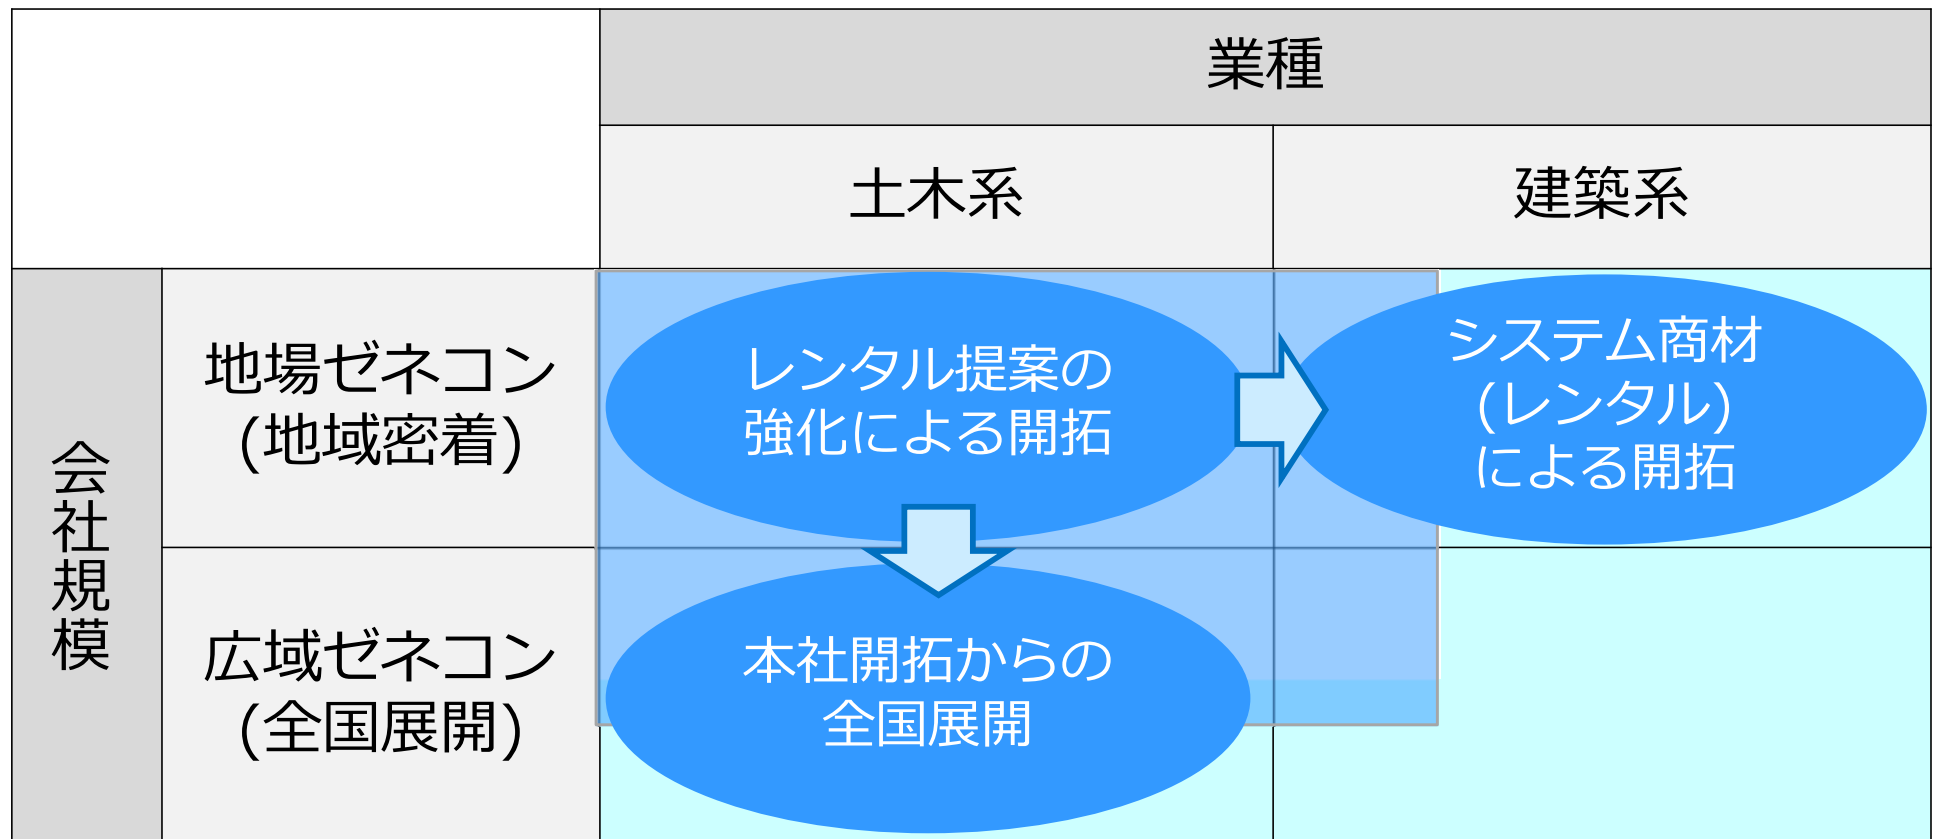 業種
土木系
建築系
会社規模
地場ゼネコン
(地域密着)
レンタル提案の
強化による開拓
システム商材
(レンタル)
による開拓
広域ゼネコン
(全国展開)
本社開拓からの
全国展開